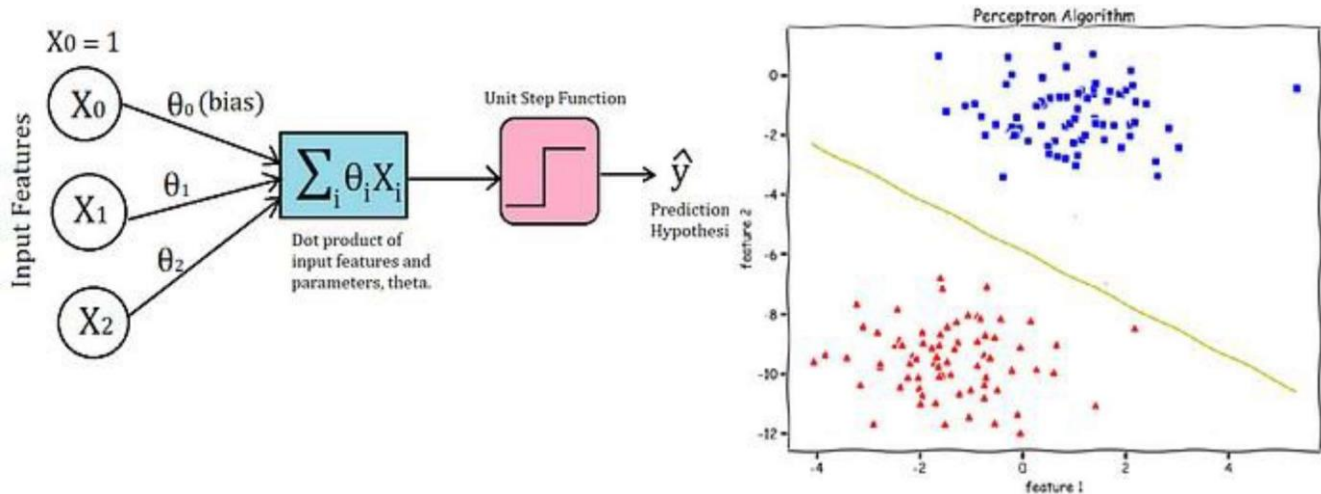 X0 = 1
Input Features
X0
X1
X2
θ0 (bias)
θ1
θ2
∑i θi Xi
Dot product of
input features and
parameters, theta.
Unit Step Function
ŷ
Prediction
Hypothesi
Perceptron Algorithm
feature 2
0
-2
-4
-6
-8
-10
-12
-4
-2
0
2
4
feature 1